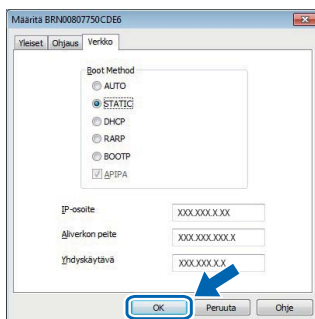 Määritä BRN00807750CDE6
Yleiset Ohjaus Verkko
Boot Method
AUTO
STATIC
DHCP
RARP
BOOTP
APIPA
IP-osoite XXX.XXX.X.XX
Aliverkon peite XXX.XXX.XXX.X
Yhdyskäytävä XXX.XXX.X.X
OK Peruuta Ohje